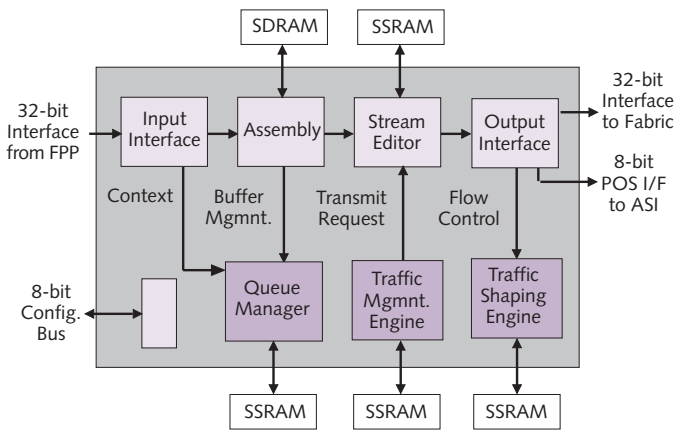 SDRAM
SSRAM
32-bit
Interface
from FPP
Input
Interface
Assembly
Stream
Editor
Output
Interface
32-bit
Interface
to Fabric
8-bit
POS I/F
to ASI
Context
Buffer
Mgmnt.
Transmit
Request
Flow
Control
8-bit
Config.
Bus
Queue
Manager
Traffic
Mgmnt.
Engine
Traffic
Shaping
Engine
SSRAM
SSRAM
SSRAM